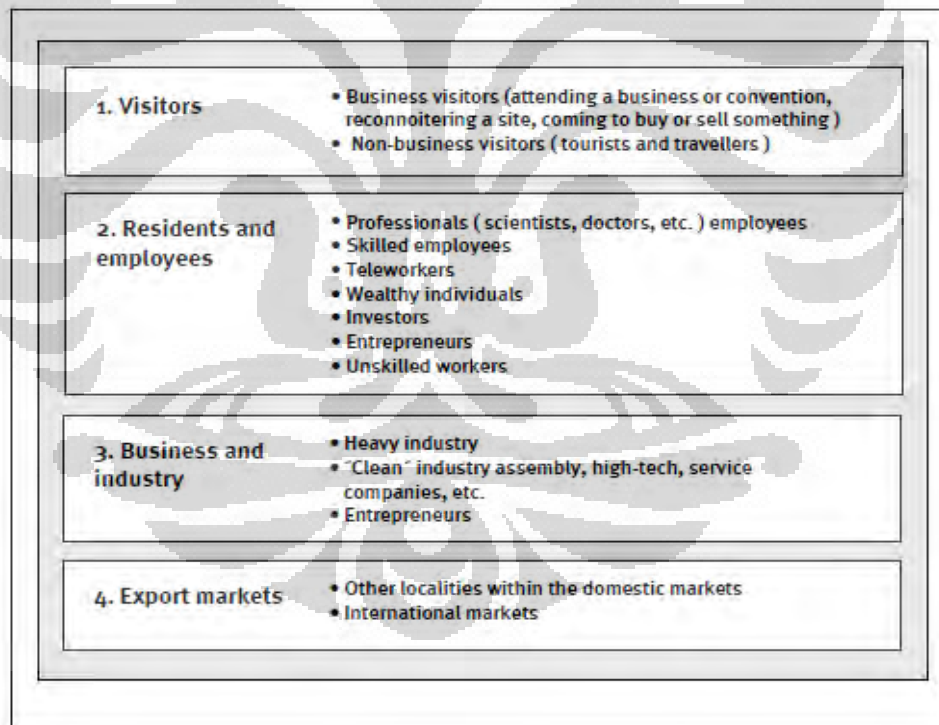 1. Visitors
• Business visitors (attending a business or convention,
reconnoitering a site, coming to buy or sell something )
• Non-business visitors ( tourists and travellers )
2. Residents and
employees
• Professionals ( scientists, doctors, etc. ) employees
• Skilled employees
• Teleworkers
• Wealthy individuals
• Investors
• Entrepreneurs
• Unskilled workers
3. Business and
industry
• Heavy industry
• ˝Clean˝ industry assembly, high-tech, service
companies, etc.
• Entrepreneurs
4. Export markets
• Other localities within the domestic markets
• International markets